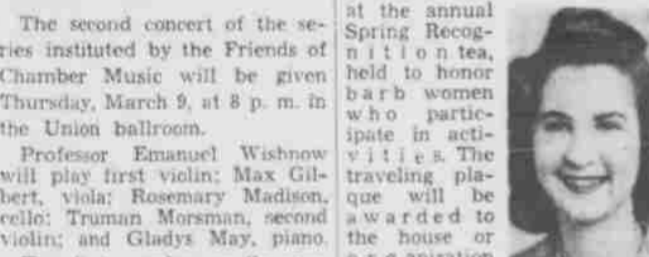 The second concert of the se-
ries instituted by the Friends of
Chamber Music will be given
Thursday, March 9, at 8 p. m. in
the Union ballroom.
Professor Emanuel Wishnow
will play first violin; Max Gil-
bert, viola; Rosemary Madison,
cello; Truman Morsman, second
violin; and Gladys May, piano.
at the annual
Spring Recog-
nition tea,
held to honor
barb women
who partic-
ipate in acti-
vities. The
traveling pla-
que will be
awarded to
the house or